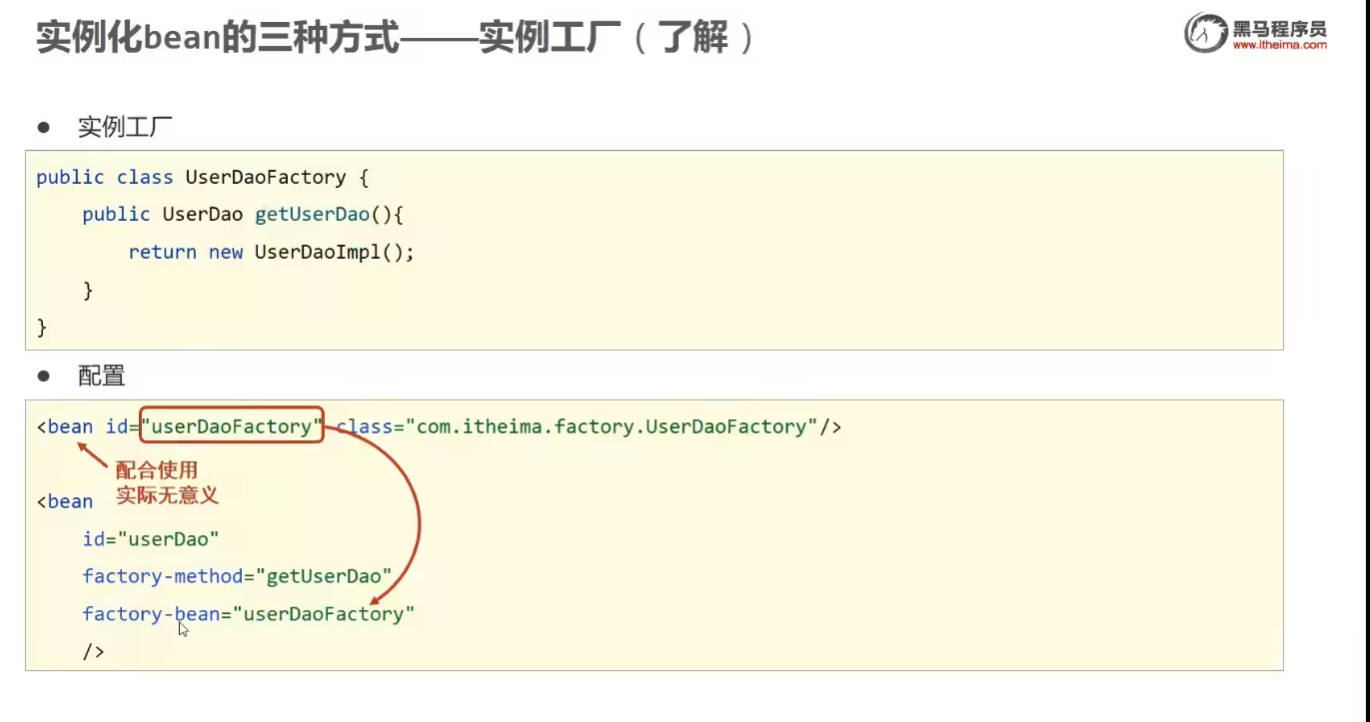 实例化bean的三种方式——实例工厂（了解）
黑马程序员
www.itheima.com
● 实例工厂
public class UserDaoFactory {
    public UserDao getUserDao(){
        return new UserDaoImpl();
    }
}
● 配置
<bean id="userDaoFactory" class="com.itheima.factory.UserDaoFactory"/>
配合使用
实际无意义
<bean
    id="userDao"
    factory-method="getUserDao"
    factory-bean="userDaoFactory"
    />